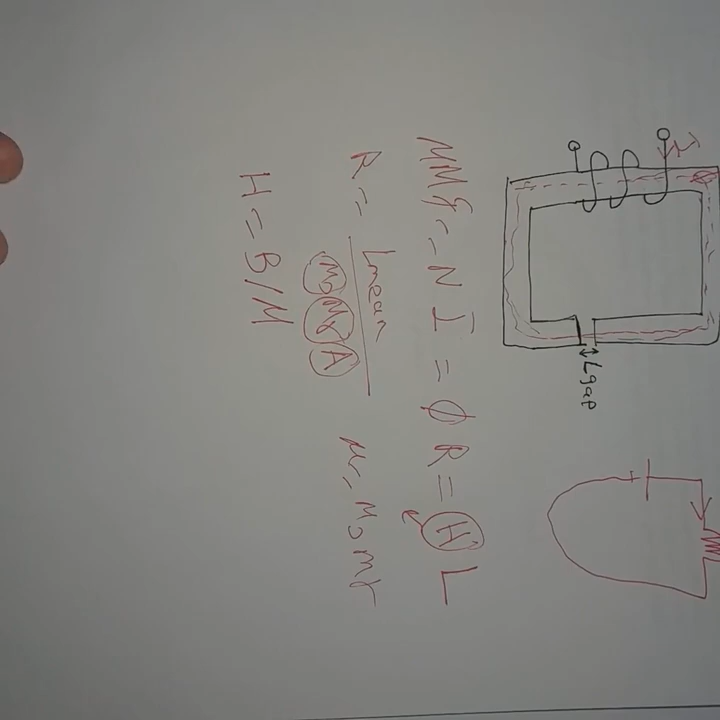 I
φ
Lgap
MMf = N I = φ R = H L
R = Lmean / μ0 μr A
μ = μ0 μr
H = B/μ